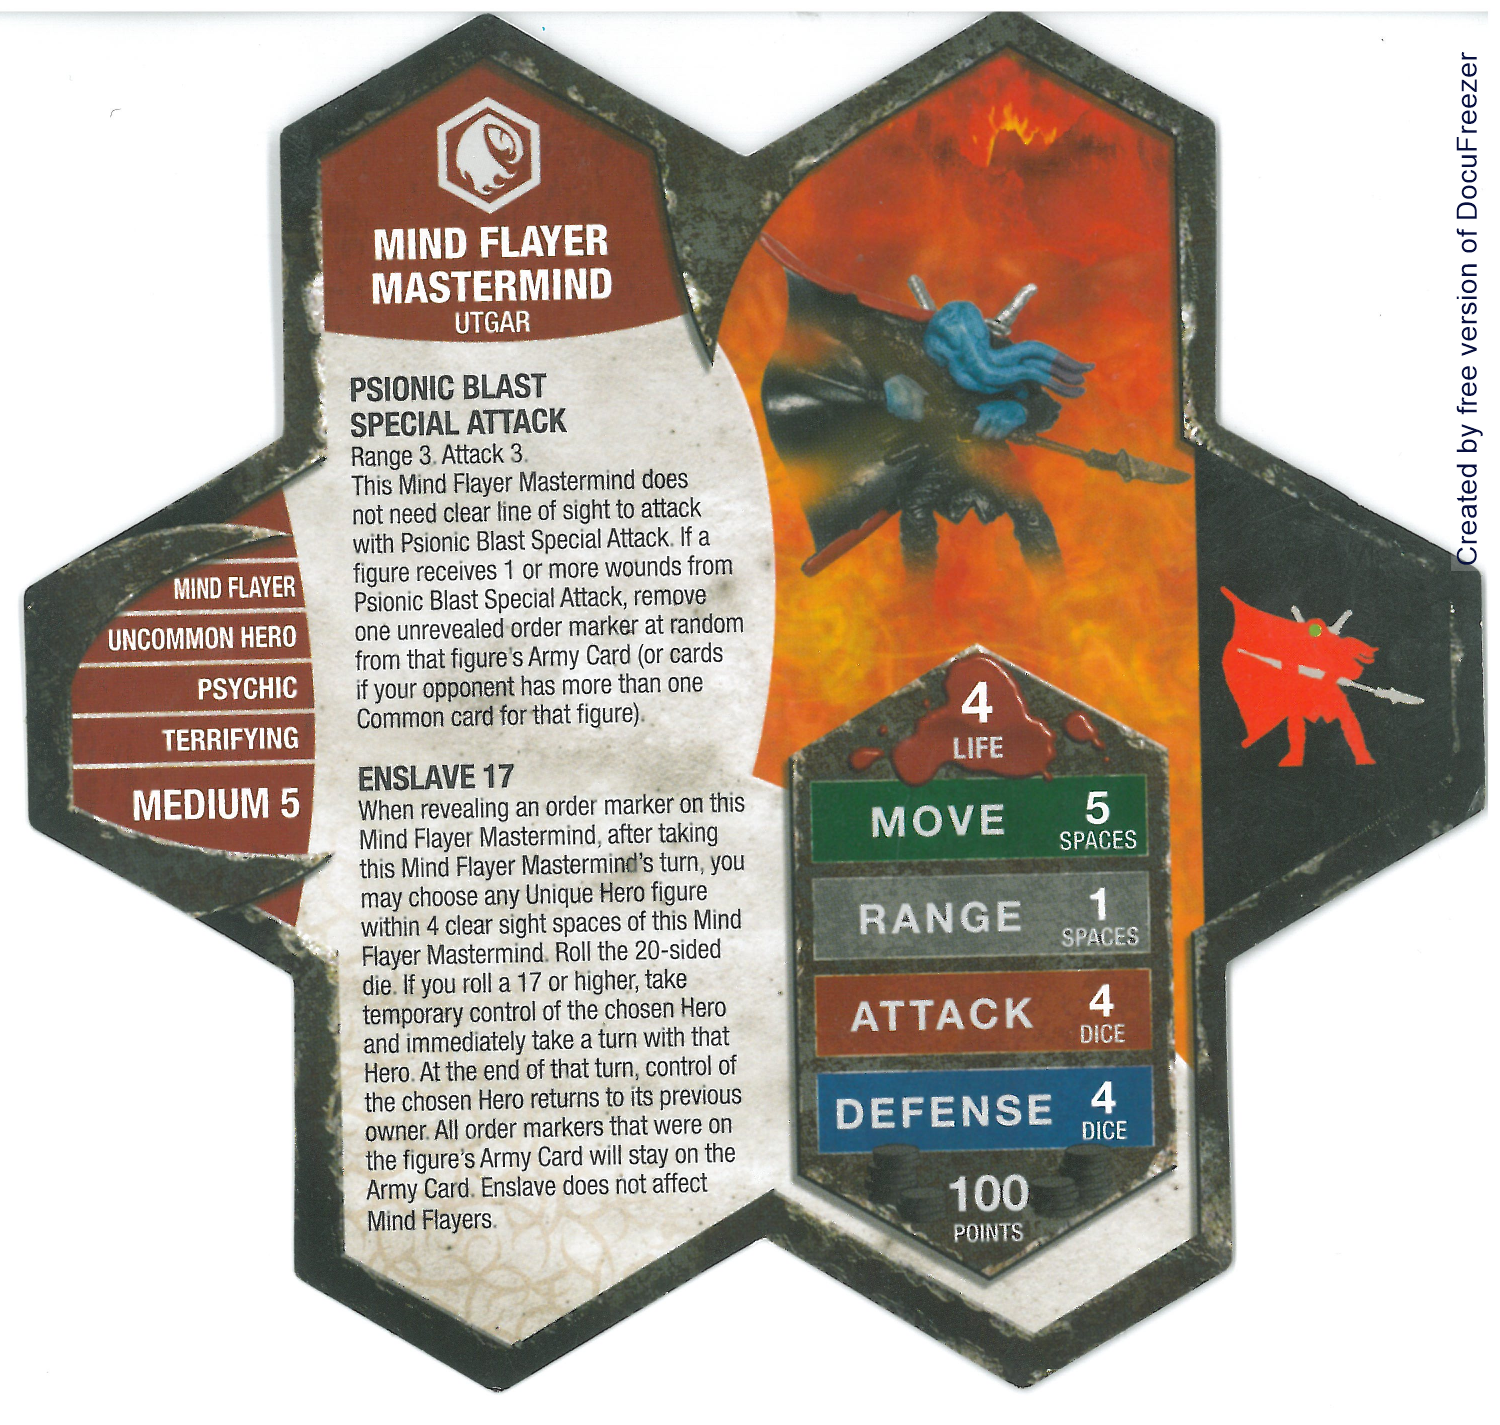 MIND FLAYER
MASTERMIND
UTGAR
PSIONIC BLAST
SPECIAL ATTACK
Range 3. Attack 3.
This Mind Flayer Mastermind does
not need clear line of sight to attack
with Psionic Blast Special Attack. If a
figure receives 1 or more wounds from
Psionic Blast Special Attack, remove
one unrevealed order marker at random
from that figure's Army Card (or cards
if your opponent has more than one
Common card for that figure).
ENSLAVE 17
When revealing an order marker on this
Mind Flayer Mastermind, after taking
this Mind Flayer Mastermind's turn, you
may choose any Unique Hero figure
within 4 clear sight spaces of this Mind
Flayer Mastermind. Roll the 20-sided
die. If you roll a 17 or higher, take
temporary control of the chosen Hero
and immediately take a turn with that
Hero. At the end of that turn, control of
the chosen Hero returns to its previous
owner. All order markers that were on
the figure's Army Card will stay on the
Army Card. Enslave does not affect
Mind Flayers.
MIND FLAYER
UNCOMMON HERO
PSYCHIC
TERRIFYING
MEDIUM 5
4
LIFE
MOVE 5
SPACES
RANGE 1
SPACES
ATTACK 4
DICE
DEFENSE 4
DICE
100
POINTS
Created by free version of DocuFreezer